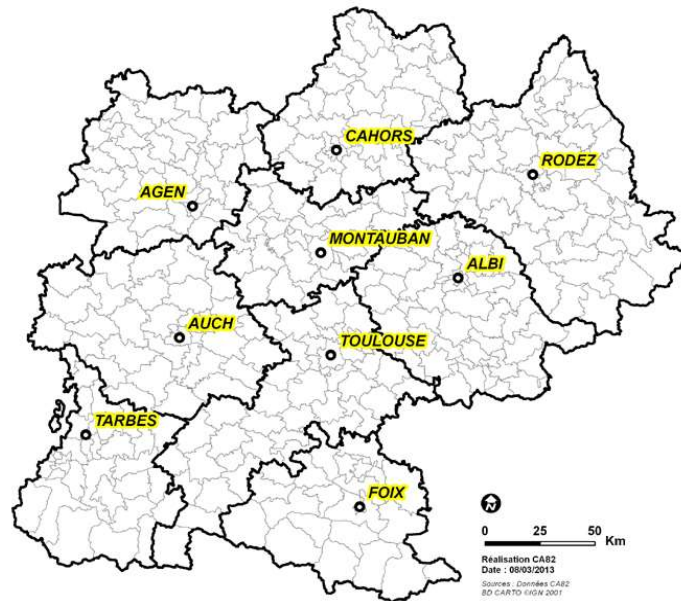 CAHORS
RODEZ
AGEN
MONTAUBAN
ALBI
AUCH
TOULOUSE
TARBES
FOIX
N
0 25 50 Km
Réalisation CA82
Date : 08/03/2013
Sources : Données CA82
BD CARTO ©IGN 2001